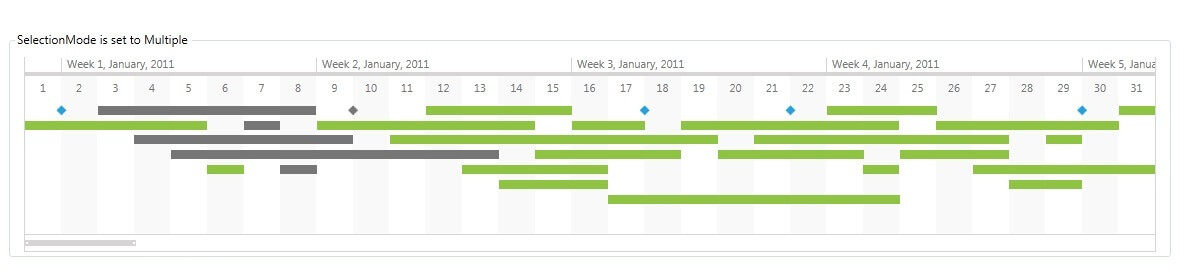 SelectionMode is set to Multiple
Week 1, January, 2011 Week 2, January, 2011 Week 3, January, 2011 Week 4, January, 2011 Week 5, Janua
1 2 3 4 5 6 7 8 9 10 11 12 13 14 15 16 17 18 19 20 21 22 23 24 25 26 27 28 29 30 31